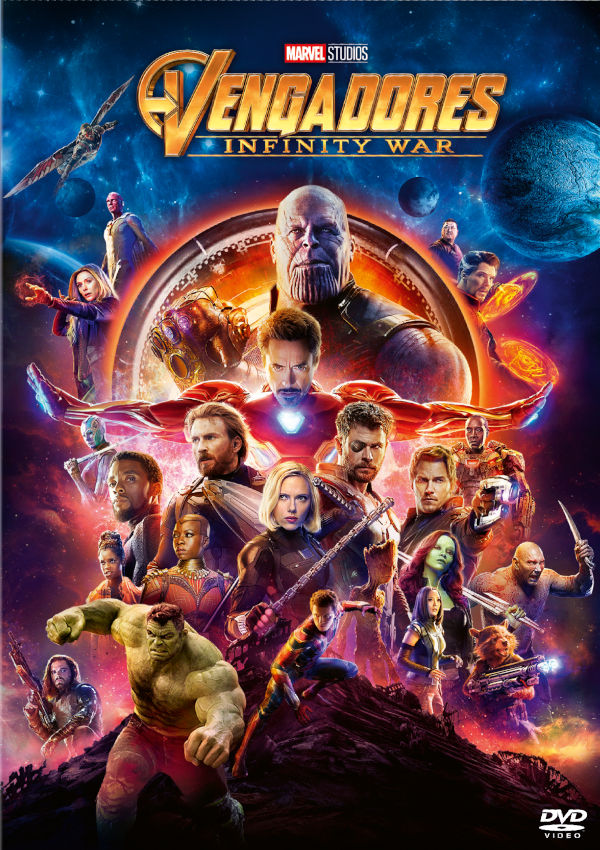 MARVEL STUDIOS
VENGADORES
INFINITY WAR
DVD
VIDEO